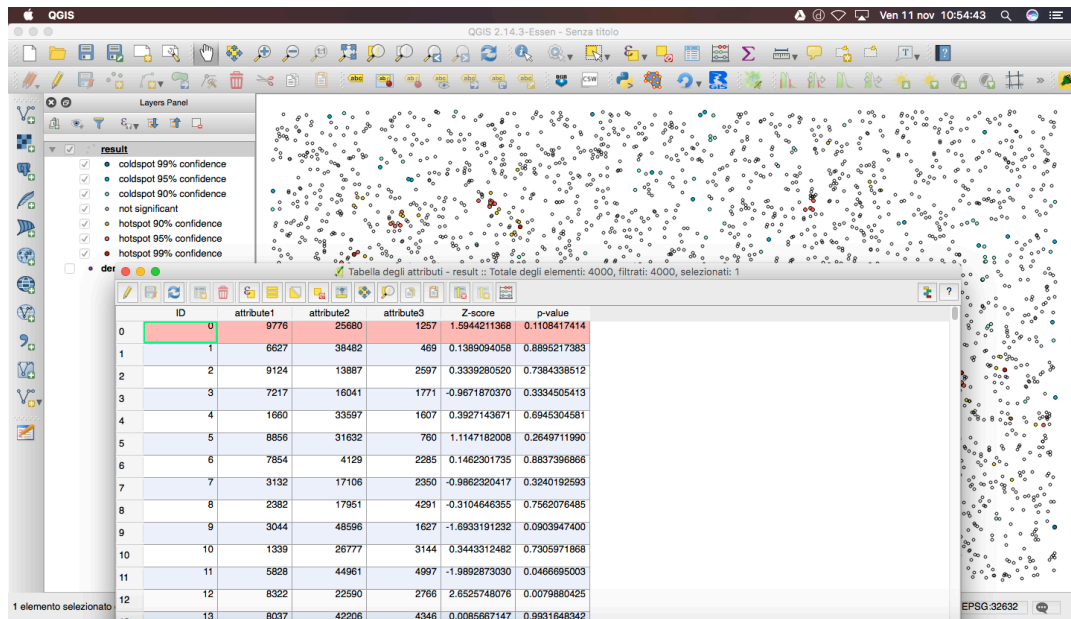 QGIS
Ven 11 nov 10:54:43
QGIS 2.14.3-Essen - Senza titolo
Layers Panel
result
coldspot 99% confidence
coldspot 95% confidence
coldspot 90% confidence
not significant
hotspot 90% confidence
hotspot 95% confidence
hotspot 99% confidence
Tabella degli attributi - result :: Totale degli elementi: 4000, filtrati: 4000, selezionati: 1
ID attribute1 attribute2 attribute3 Z-score p-value
0 0 9776 25680 1257 1.5944211368 0.1108417414
1 1 6627 38482 469 0.1389094058 0.8895217383
2 2 9124 13887 2597 0.3339280520 0.7384338512
3 3 7217 16041 1771 -0.9671870370 0.3334505413
4 4 1660 33597 1607 0.3927143671 0.6945304581
5 5 8856 31632 760 1.1147182008 0.2649711990
6 6 7854 4129 2285 0.1462301735 0.8837396866
7 7 3132 17106 2350 -0.9862320417 0.3240192593
8 8 2382 17951 4291 -0.3104646355 0.7562076485
9 9 3044 48596 1627 -1.6933191232 0.0903947400
10 10 1339 26777 3144 0.3443312482 0.7305971868
11 11 5828 44961 4997 -1.9892873030 0.0466695003
12 12 8322 22590 2766 2.6525748076 0.0079880425
13 8037 42206 4346 0.0085667147 0.9931648342
1 elemento selezionato
EPSG:32632